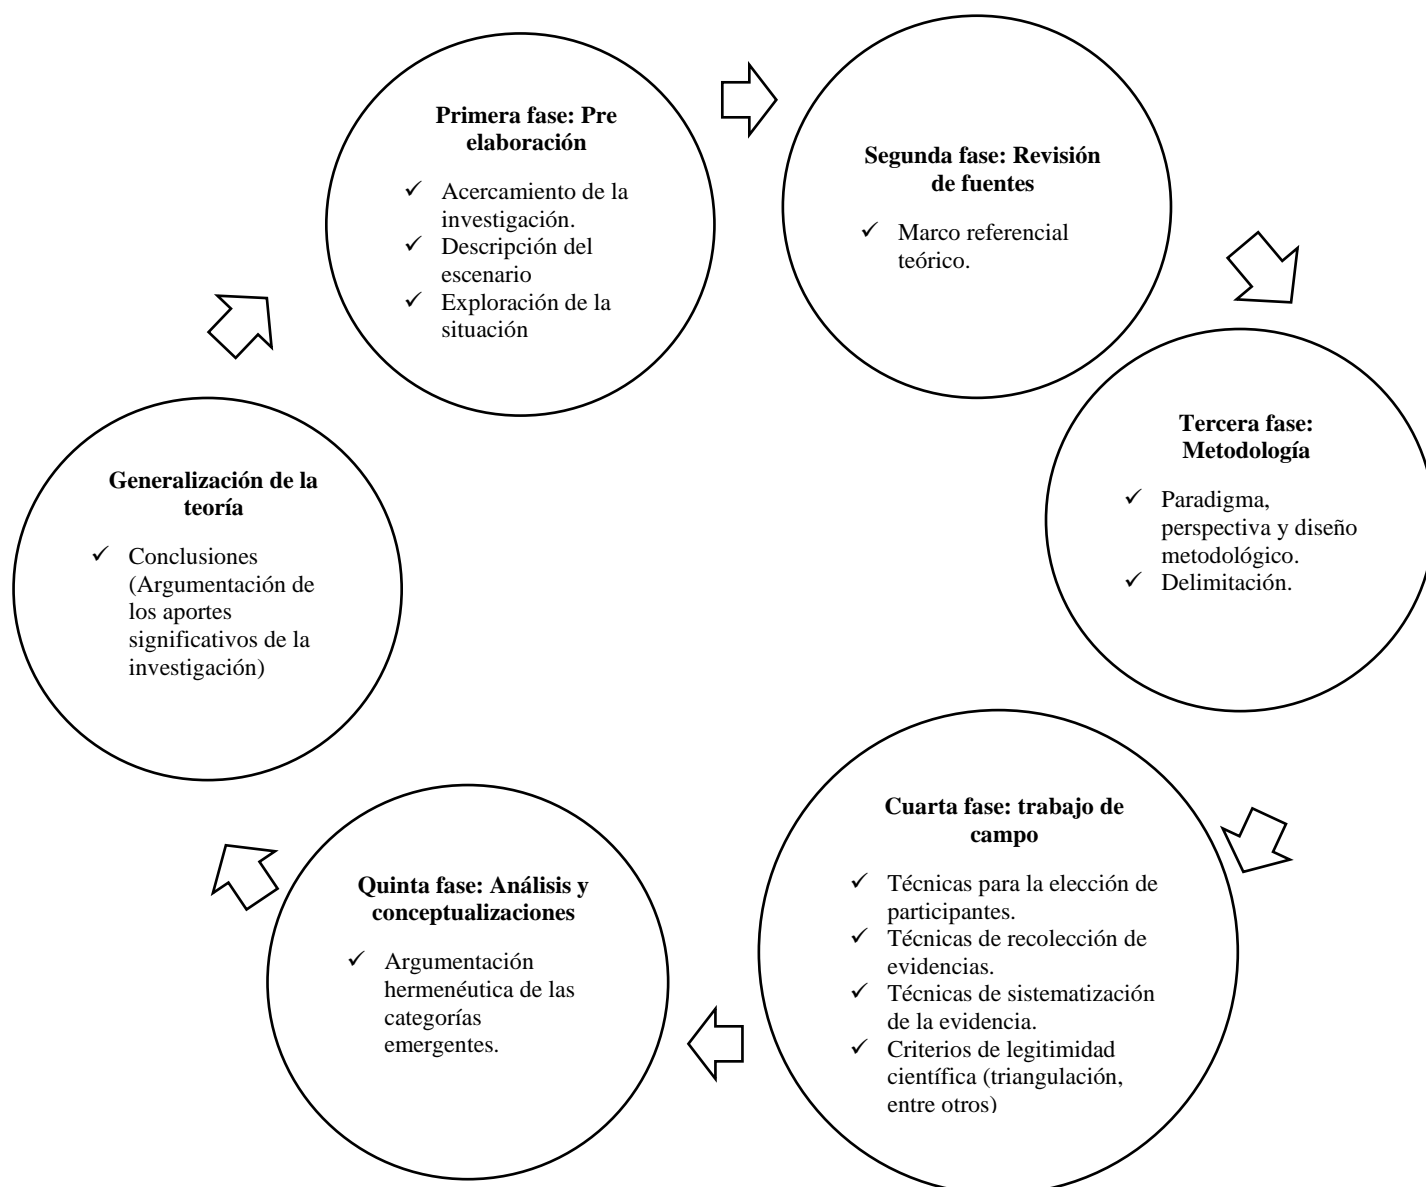 Primera fase: Pre
elaboración
✓ Acercamiento de la
investigación.
✓ Descripción del
escenario
✓ Exploración de la
situación
Segunda fase: Revisión
de fuentes
✓ Marco referencial
teórico.
Tercera fase:
Metodología
✓ Paradigma,
perspectiva y diseño
metodológico.
✓ Delimitación.
Cuarta fase: trabajo de
campo
✓ Técnicas para la elección de
participantes.
✓ Técnicas de recolección de
evidencias.
✓ Técnicas de sistematización
de la evidencia.
✓ Criterios de legitimidad
científica (triangulación,
entre otros)
Quinta fase: Análisis y
conceptualizaciones
✓ Argumentación
hermenéutica de las
categorías
emergentes.
Generalización de la
teoría
✓ Conclusiones
(Argumentación de
los aportes
significativos de la
investigación)